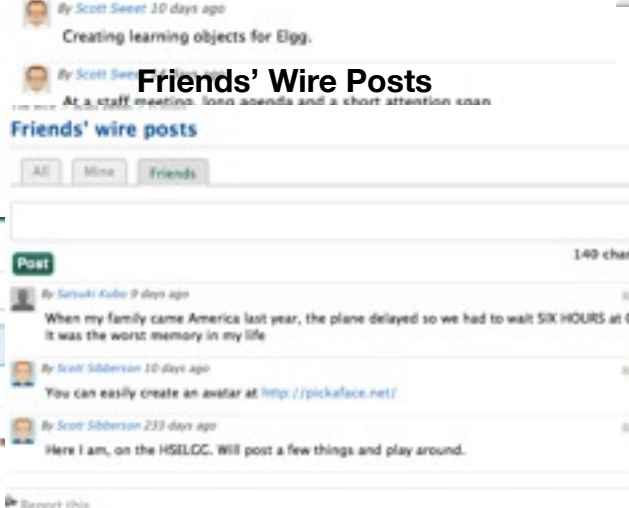 By Scott Sweet 10 days ago
Creating learning objects for Elgg.
By Scott
Friends' Wire Posts
At a staff meeting, long agenda and a short attention span
Friends' wire posts
All Mine Friends
140
Post
By Satsuki Kubo 9 days ago
When my family came America last year, the plane delayed so we had to wait SIX HOURS at
It was the worst memory in my life
By Scott Sibberson 10 days ago
You can easily create an avatar at http://pickaface.net/
By Scott Sibberson 233 days ago
Here I am, on the HSELGG. Will post a few things and play around.
Report this